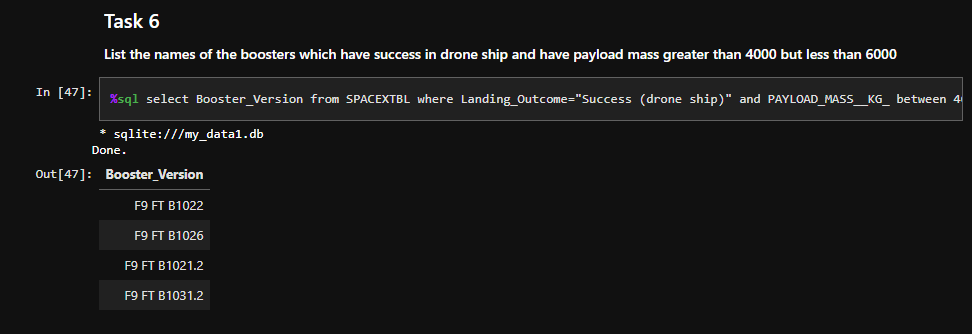 Task 6
List the names of the boosters which have success in drone ship and have payload mass greater than 4000 but less than 6000
In [47]: %sql select Booster_Version from SPACEXTBL where Landing_Outcome="Success (drone ship)" and PAYLOAD_MASS__KG_ between
* sqlite:///my_data1.db
Done.
Out[47]: Booster_Version
F9 FT B1022
F9 FT B1026
F9 FT B1021.2
F9 FT B1031.2